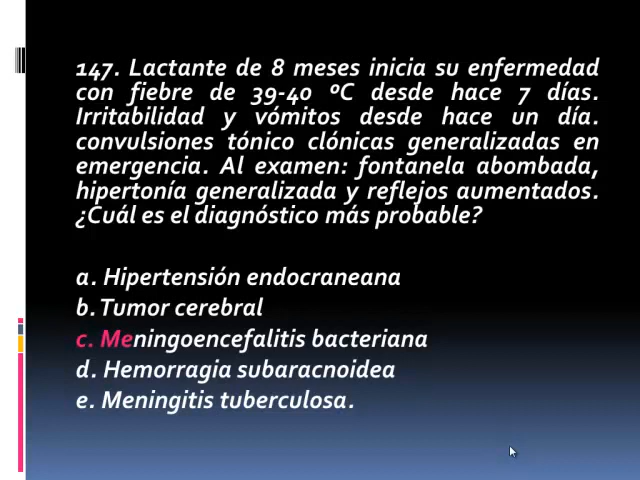 147. Lactante de 8 meses inicia su enfermedad
con fiebre de 39-40 ºC desde hace 7 días.
Irritabilidad y vómitos desde hace un día.
convulsiones tónico clónicas generalizadas en
emergencia. Al examen: fontanela abombada,
hipertonía generalizada y reflejos aumentados.
¿Cuál es el diagnóstico más probable?
a. Hipertensión endocraneana
b. Tumor cerebral
c. Meningoencefalitis bacteriana
d. Hemorragia subaracnoidea
e. Meningitis tuberculosa.